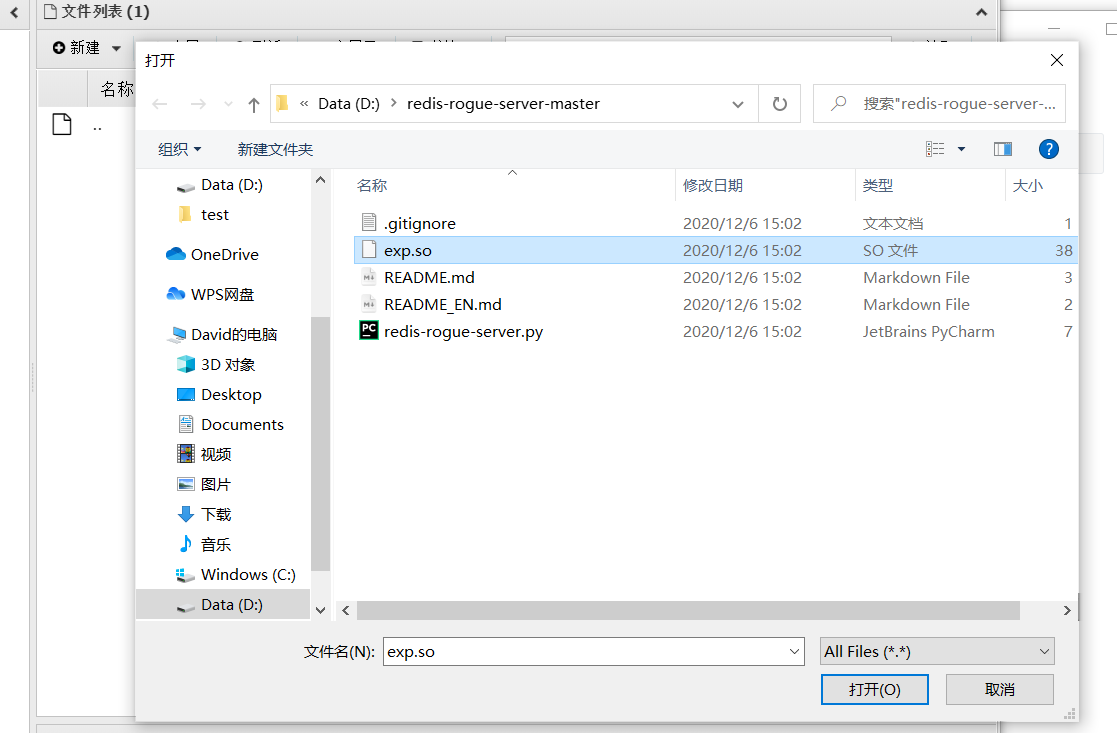 文件列表 (1)
新建
名称
..
打开
« Data (D:) › redis-rogue-server-master
搜索"redis-rogue-server-...
组织
新建文件夹
Data (D:)
test
OneDrive
WPS网盘
David的电脑
3D 对象
Desktop
Documents
视频
图片
下载
音乐
Windows (C:)
Data (D:)
名称 修改日期 类型 大小
.gitignore 2020/12/6 15:02 文本文档 1
exp.so 2020/12/6 15:02 SO 文件 38
README.md 2020/12/6 15:02 Markdown File 3
README_EN.md 2020/12/6 15:02 Markdown File 2
redis-rogue-server.py 2020/12/6 15:02 JetBrains PyCharm 7
文件名(N): exp.so All Files (*.*)
打开(O) 取消